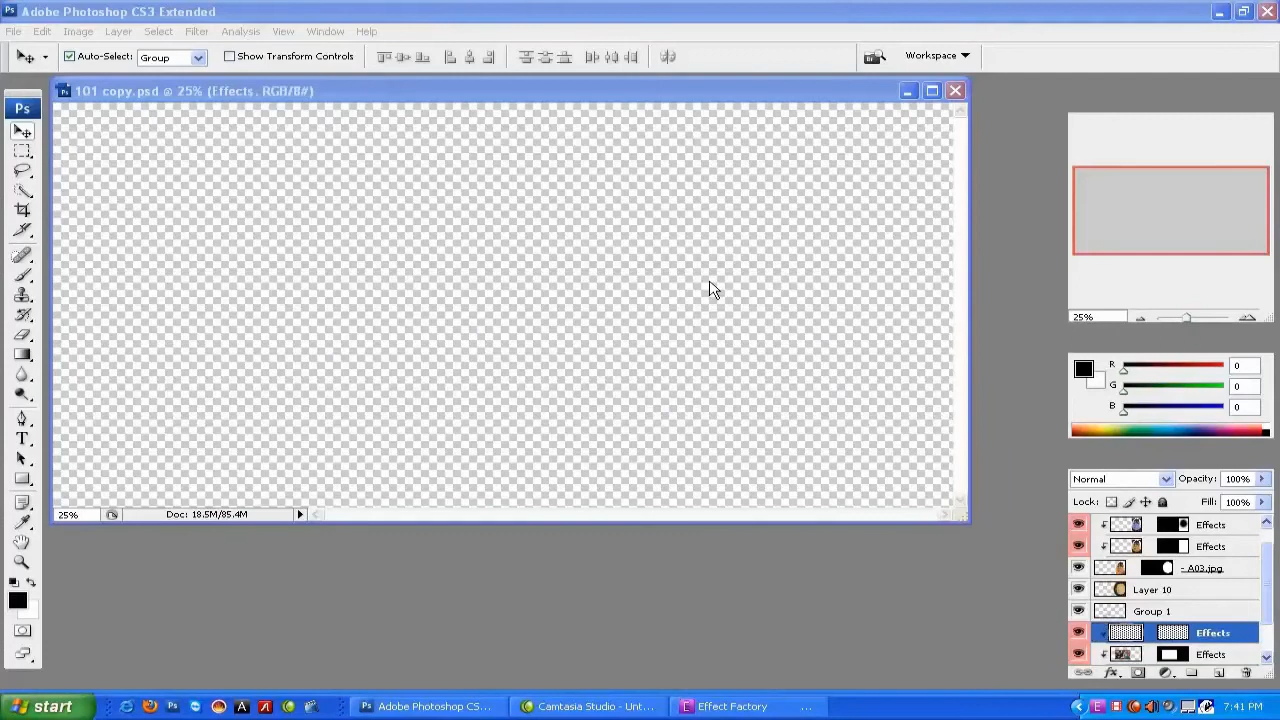 Ps Adobe Photoshop CS3 Extended
File Edit Image Layer Select Filter Analysis View Window Help
Auto-Select: Group Show Transform Controls Workspace
101 copy.psd @ 25% (Effects, RGB/8#)
Ps
25%
R 0
G 0
B 0
Normal Opacity: 100%
Lock: Fill: 100%
25% Doc: 18.5M/85.4M
Effects
Effects
- A03.jpg
Layer 10
Group 1
Effects
Effects
start Adobe Photoshop CS... Camtasia Studio - Unt... Effect Factory ... 7:41 PM